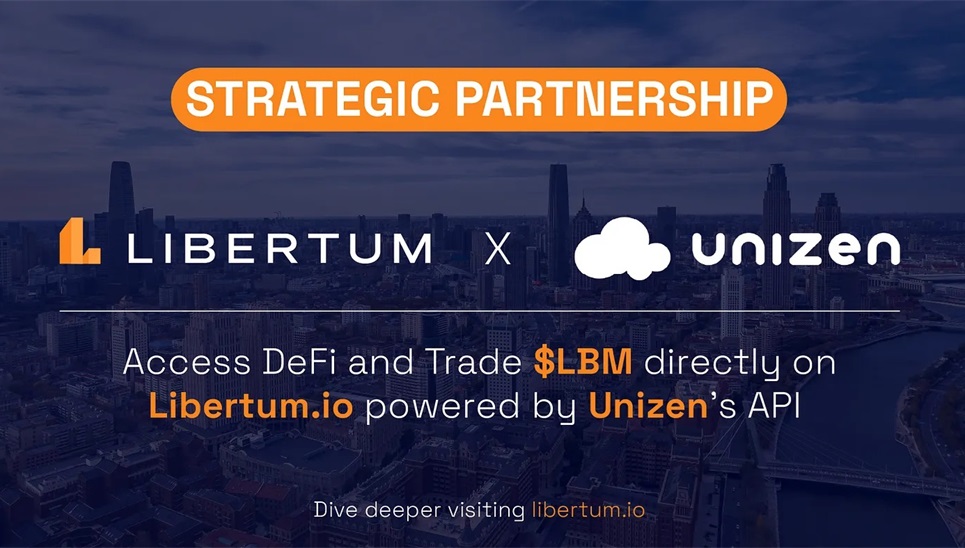 STRATEGIC PARTNERSHIP
LIBERTUM X unizen
Access DeFi and Trade $LBM directly on
Libertum.io powered by Unizen's API
Dive deeper visiting libertum.io